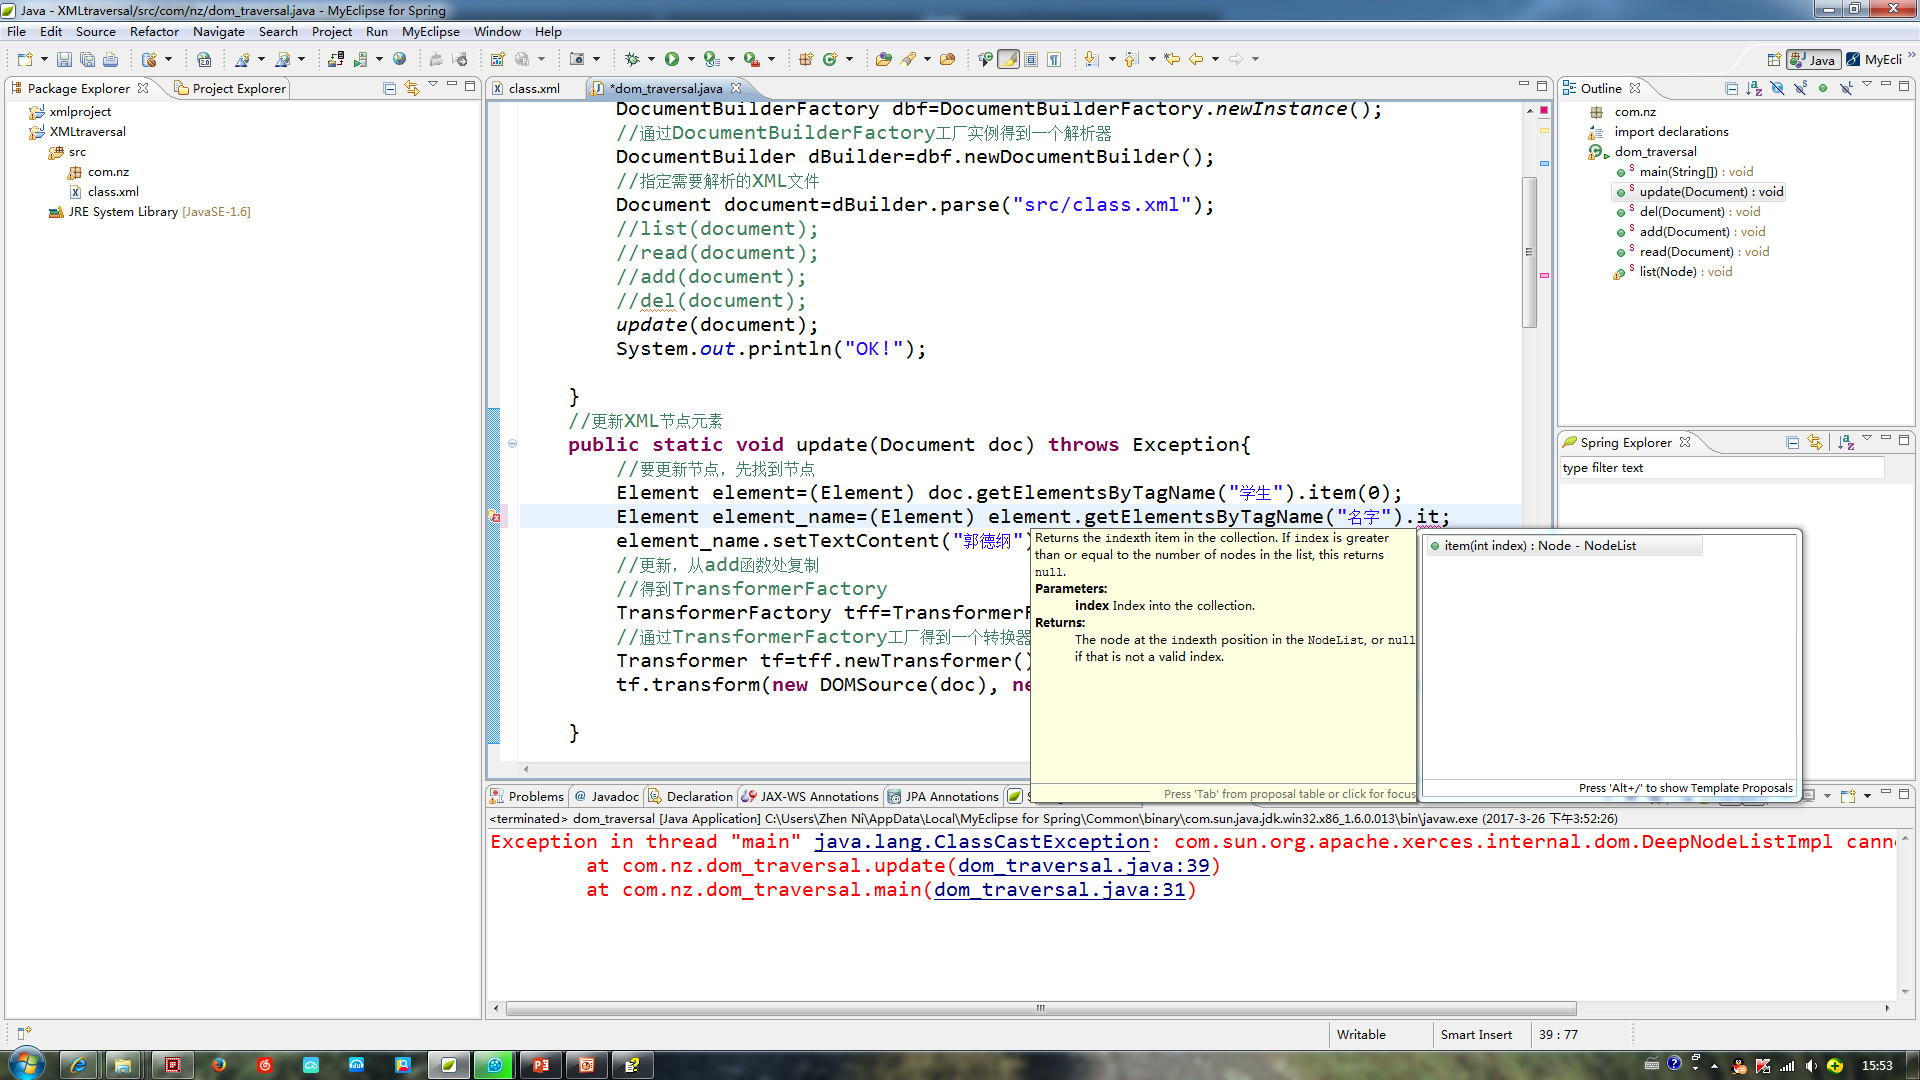 Java - XMLtraversal/src/com/nz/dom_traversal.java - MyEclipse for Spring
File Edit Source Refactor Navigate Search Project Run MyEclipse Window Help
Java
MyEcli
Package Explorer
Project Explorer
xmlproject
XMLtraversal
src
com.nz
class.xml
JRE System Library [JavaSE-1.6]
class.xml
*dom_traversal.java
DocumentBuilderFactory dbf=DocumentBuilderFactory.newInstance();
//通过DocumentBuilderFactory工厂实例得到一个解析器
DocumentBuilder dBuilder=dbf.newDocumentBuilder();
//指定需要解析的XML文件
Document document=dBuilder.parse("src/class.xml");
//list(document);
//read(document);
//add(document);
//del(document);
update(document);
System.out.println("OK!");
}
//更新XML节点元素
public static void update(Document doc) throws Exception{
//要更新节点，先找到节点
Element element=(Element) doc.getElementsByTagName("学生").item(0);
Element element_name=(Element) element.getElementsByTagName("名字").it;
element_name.setTextContent("郭德纲")
//更新，从add函数处复制
//得到TransformerFactory
TransformerFactory tff=TransformerF
//通过TransformerFactory工厂得到一个转换器
Transformer tf=tff.newTransformer()
tf.transform(new DOMSource(doc), ne
}
Returns the indexth item in the collection. If index is greater
than or equal to the number of nodes in the list, this returns
null.
Parameters:
index Index into the collection.
Returns:
The node at the indexth position in the NodeList, or null
if that is not a valid index.
Press 'Tab' from proposal table or click for focus
item(int index) : Node - NodeList
Press 'Alt+/' to show Template Proposals
Outline
com.nz
import declarations
dom_traversal
main(String[]) : void
update(Document) : void
del(Document) : void
add(Document) : void
read(Document) : void
list(Node) : void
Spring Explorer
type filter text
Problems
@ Javadoc
Declaration
JAX-WS Annotations
JPA Annotations
<terminated> dom_traversal [Java Application] C:\Users\Zhen Ni\AppData\Local\MyEclipse for Spring\Common\binary\com.sun.java.jdk.win32.x86_1.6.0.013\bin\javaw.exe (2017-3-26 下午3:52:26)
Exception in thread "main" java.lang.ClassCastException: com.sun.org.apache.xerces.internal.dom.DeepNodeListImpl canno
at com.nz.dom_traversal.update(dom_traversal.java:39)
at com.nz.dom_traversal.main(dom_traversal.java:31)
Writable
Smart Insert
39 : 77
15:53